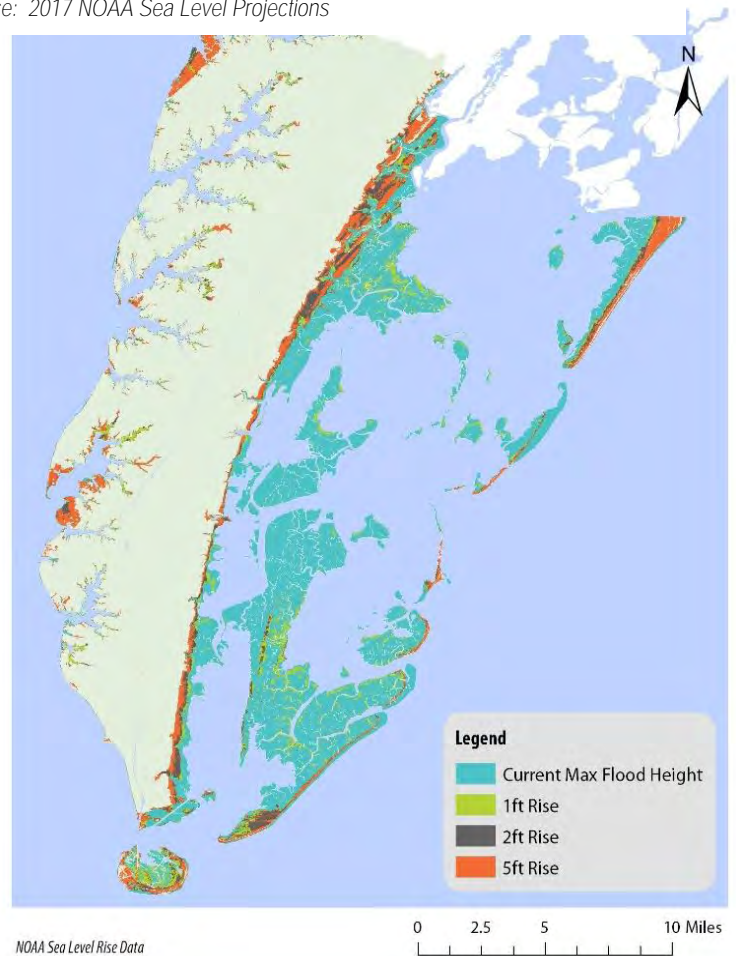 2017 NOAA Sea Level Projections
N
Legend
Current Max Flood Height
1ft Rise
2ft Rise
5ft Rise
0 2.5 5 10 Miles
NOAA Sea Level Rise Data